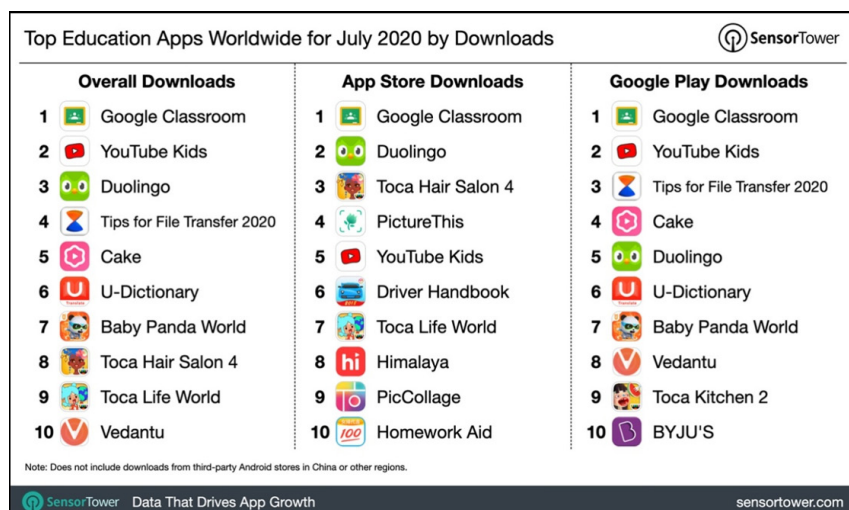 Top Education Apps Worldwide for July 2020 by Downloads
SensorTower
Overall Downloads
1 Google Classroom
2 YouTube Kids
3 Duolingo
4 Tips for File Transfer 2020
5 Cake
6 U-Dictionary
7 Baby Panda World
8 Toca Hair Salon 4
9 Toca Life World
10 Vedantu
App Store Downloads
1 Google Classroom
2 Duolingo
3 Toca Hair Salon 4
4 PictureThis
5 YouTube Kids
6 Driver Handbook
7 Toca Life World
8 hi Himalaya
9 PicCollage
10 100 Homework Aid
Google Play Downloads
1 Google Classroom
2 YouTube Kids
3 Tips for File Transfer 2020
4 Cake
5 Duolingo
6 U-Dictionary
7 Baby Panda World
8 Vedantu
9 Toca Kitchen 2
10 BYJU'S
Note: Does not include downloads from third-party Android stores in China or other regions.
SensorTower Data That Drives App Growth
sensortower.com